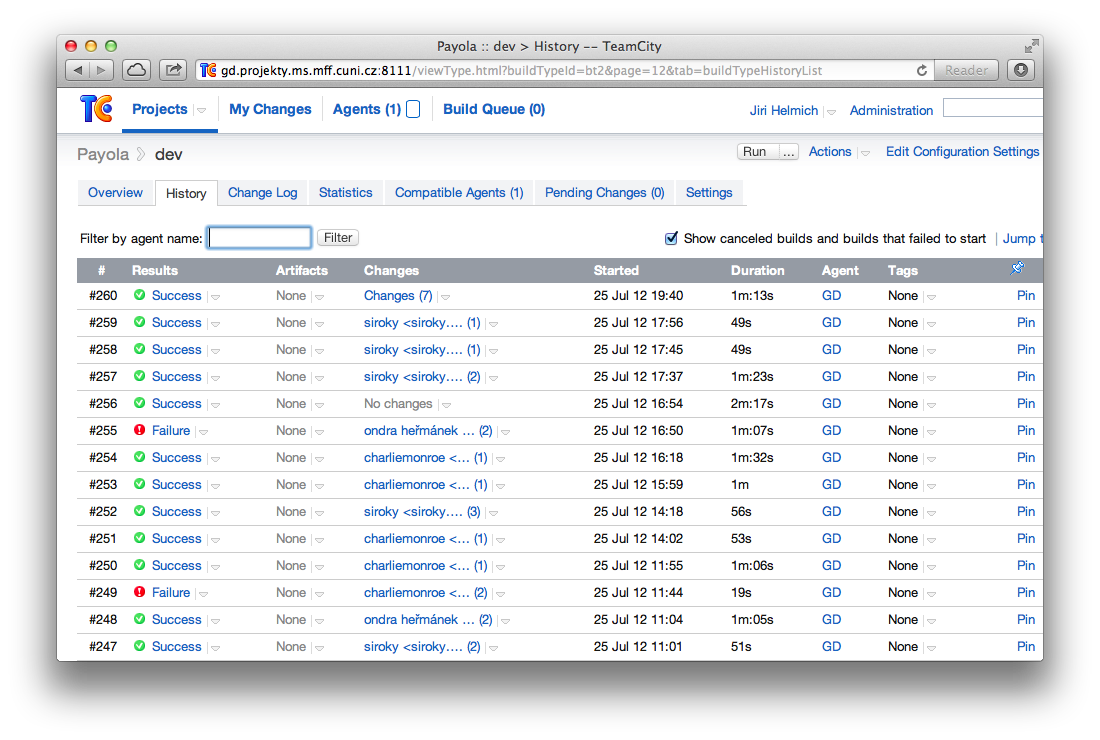 Payola :: dev > History -- TeamCity
gd.projekty.ms.mff.cuni.cz:8111/viewType.html?buildTypeId=bt2&page=12&tab=buildTypeHistoryList Reader
TC Projects My Changes Agents (1) Build Queue (0) Jiri Helmich Administration
Payola dev Run ... Actions Edit Configuration Settings
Overview History Change Log Statistics Compatible Agents (1) Pending Changes (0) Settings
Filter by agent name: Filter Show canceled builds and builds that failed to start Jump t
# Results Artifacts Changes Started Duration Agent Tags
#260 Success None Changes (7) 25 Jul 12 19:40 1m:13s GD None Pin
#259 Success None siroky <siroky.... (1) 25 Jul 12 17:56 49s GD None Pin
#258 Success None siroky <siroky.... (1) 25 Jul 12 17:45 49s GD None Pin
#257 Success None siroky <siroky.... (2) 25 Jul 12 17:37 1m:23s GD None Pin
#256 Success None No changes 25 Jul 12 16:54 2m:17s GD None Pin
#255 Failure None ondra heřmánek ... (2) 25 Jul 12 16:50 1m:07s GD None Pin
#254 Success None charliemonroe <... (1) 25 Jul 12 16:18 1m:32s GD None Pin
#253 Success None charliemonroe <... (1) 25 Jul 12 15:59 1m GD None Pin
#252 Success None siroky <siroky.... (3) 25 Jul 12 14:18 56s GD None Pin
#251 Success None charliemonroe <... (1) 25 Jul 12 14:02 53s GD None Pin
#250 Success None charliemonroe <... (1) 25 Jul 12 11:55 1m:06s GD None Pin
#249 Failure None charliemonroe <... (2) 25 Jul 12 11:44 19s GD None Pin
#248 Success None ondra heřmánek ... (2) 25 Jul 12 11:04 1m:05s GD None Pin
#247 Success None siroky <siroky.... (2) 25 Jul 12 11:01 51s GD None Pin